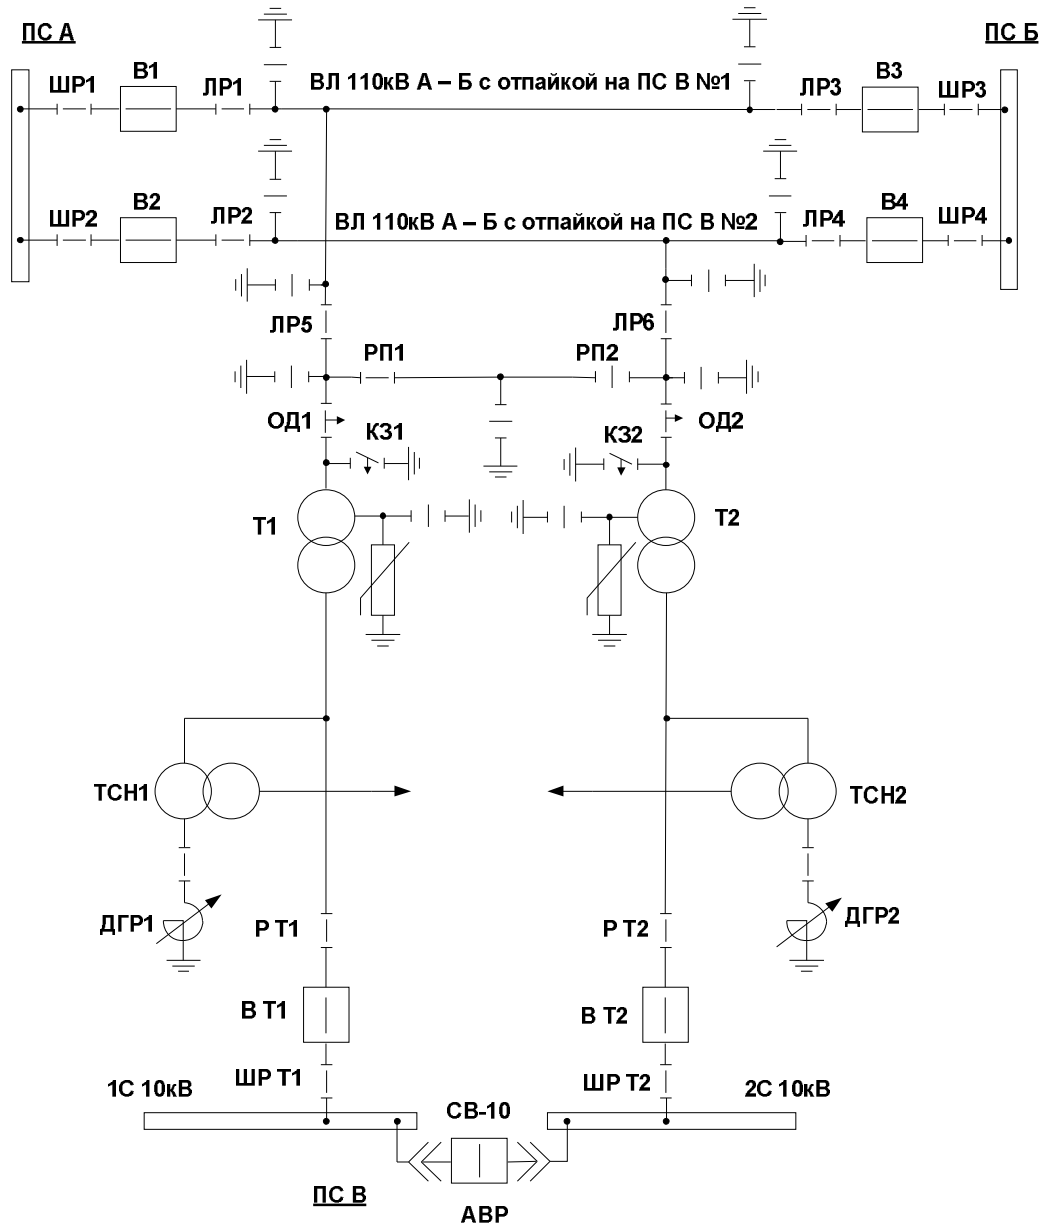 ПС А
ПС Б
ШР1
В1
ЛР1
ВЛ 110кВ А – Б с отпайкой на ПС В №1
ЛР3
В3
ШР3
ШР2
В2
ЛР2
ВЛ 110кВ А – Б с отпайкой на ПС В №2
ЛР4
В4
ШР4
ЛР5
ЛР6
РП1
РП2
ОД1
КЗ1
КЗ2
ОД2
Т1
Т2
ТСН1
ТСН2
ДГР1
Р Т1
Р Т2
ДГР2
В Т1
В Т2
ШР Т1
ШР Т2
1С 10кВ
СВ-10
2С 10кВ
ПС В
АВР